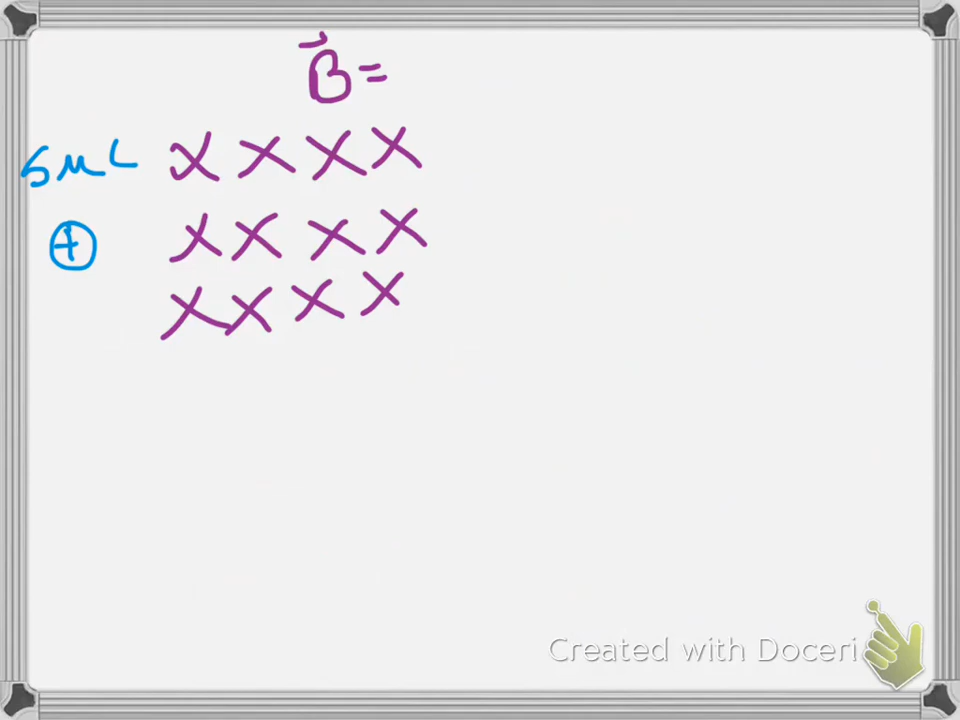 B⃗ =
5μC X X X X
+ X X X X
X X X X
Created with Doceri